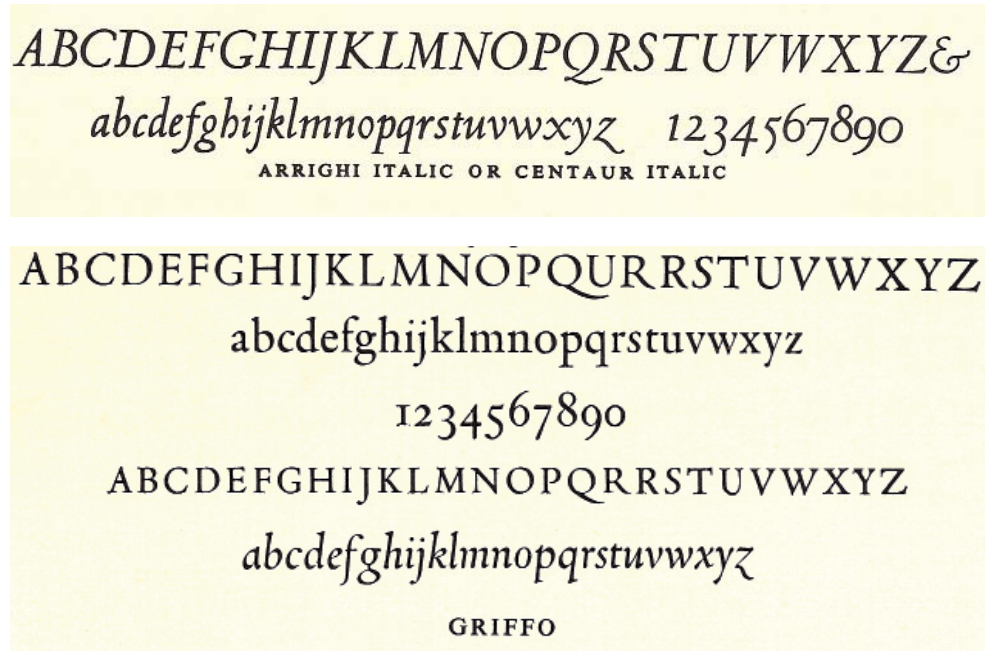 ABCDEFGHIJKLMNOPQRSTUVWXYZ&
abcdefghijklmnopqrstuvwxyz 1234567890
ARRIGHI ITALIC OR CENTAUR ITALIC
ABCDEFGHIJKLMNOPQURRSTUVWXYZ
abcdefghijklmnopqrstuvwxyz
1234567890
ABCDEFGHIJKLMNOPQRRSTUVWXYZ
abcdefghijklmnopqrstuvwxyz
GRIFFO